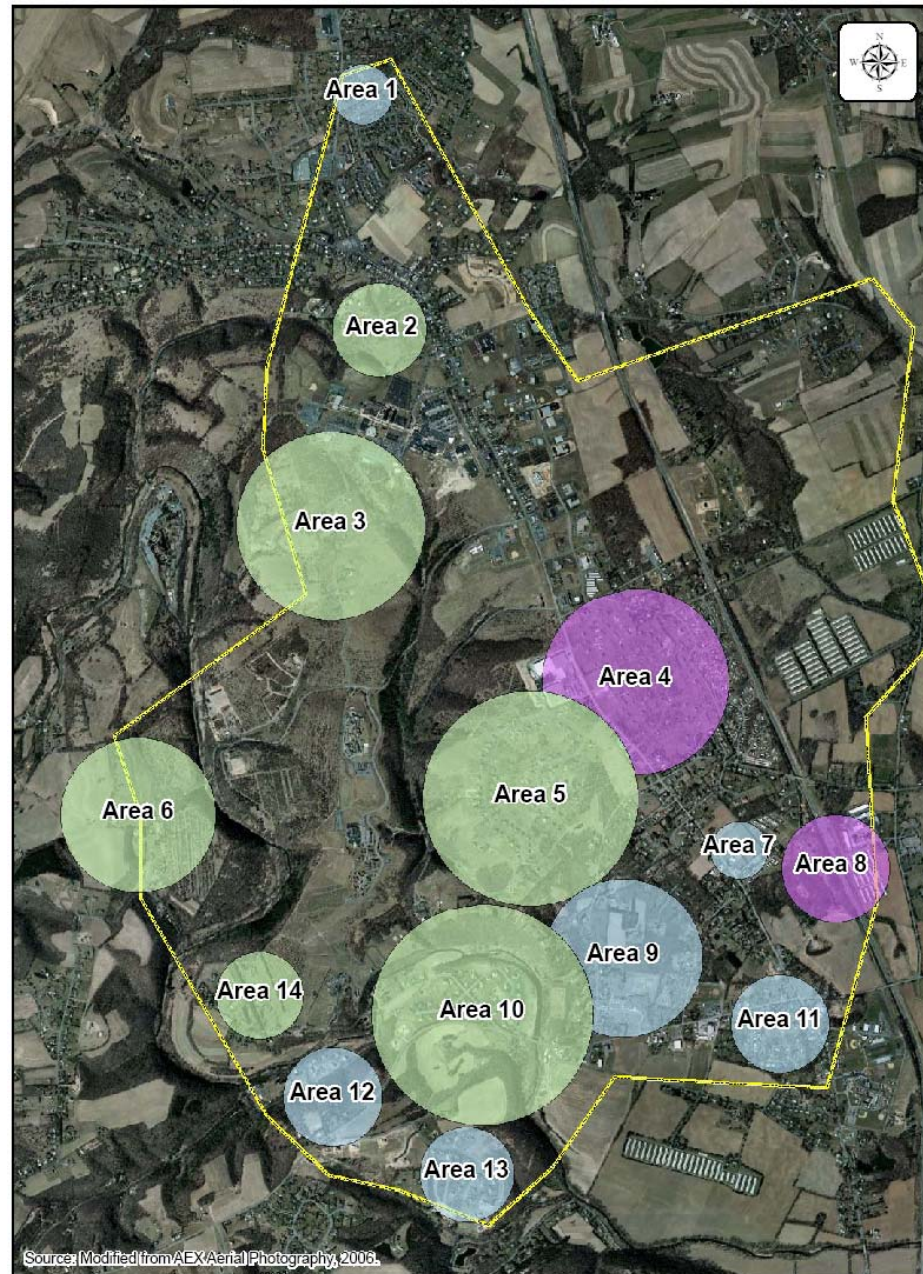 N
W E
S
Area 1
Area 2
Area 3
Area 4
Area 5
Area 6
Area 7
Area 8
Area 9
Area 14
Area 10
Area 11
Area 12
Area 13
Source: Modified from AEX Aerial Photography, 2006.